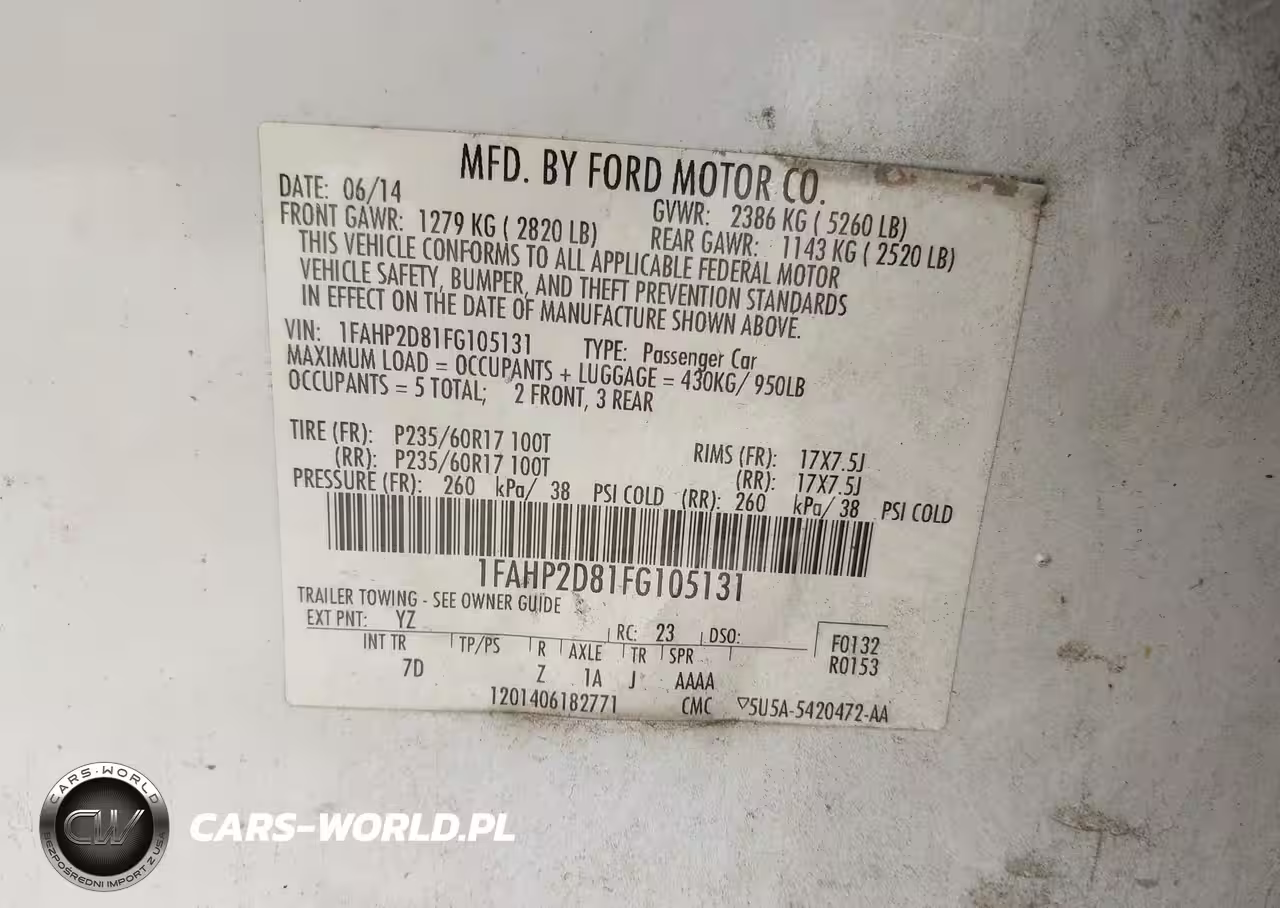 MFD. BY FORD MOTOR CO.
DATE: 06/14
GVWR: 2386 KG ( 5260 LB)
FRONT GAWR: 1279 KG ( 2820 LB)
REAR GAWR: 1143 KG ( 2520 LB)
THIS VEHICLE CONFORMS TO ALL APPLICABLE FEDERAL MOTOR
VEHICLE SAFETY, BUMPER, AND THEFT PREVENTION STANDARDS
IN EFFECT ON THE DATE OF MANUFACTURE SHOWN ABOVE.
VIN: 1FAHP2D81FG105131 TYPE: Passenger Car
MAXIMUM LOAD = OCCUPANTS + LUGGAGE = 430KG/ 950LB
OCCUPANTS = 5 TOTAL; 2 FRONT, 3 REAR
TIRE (FR): P235/60R17 100T RIMS (FR): 17X7.5J
(RR): P235/60R17 100T (RR): 17X7.5J
PRESSURE (FR): 260 kPa/ 38 PSI COLD (RR): 260 kPa/ 38 PSI COLD
1FAHP2D81FG105131
TRAILER TOWING - SEE OWNER GUIDE
EXT PNT: YZ RC: 23 DSO: F0132
INT TR TP/PS R AXLE TR SPR R0153
7D Z 1A J AAAA
1201406182771 CMC ▽5U5A-5420472-AA
CARS-WORLD
CW
BEZPOŚREDNI IMPORT Z USA
CARS-WORLD.PL